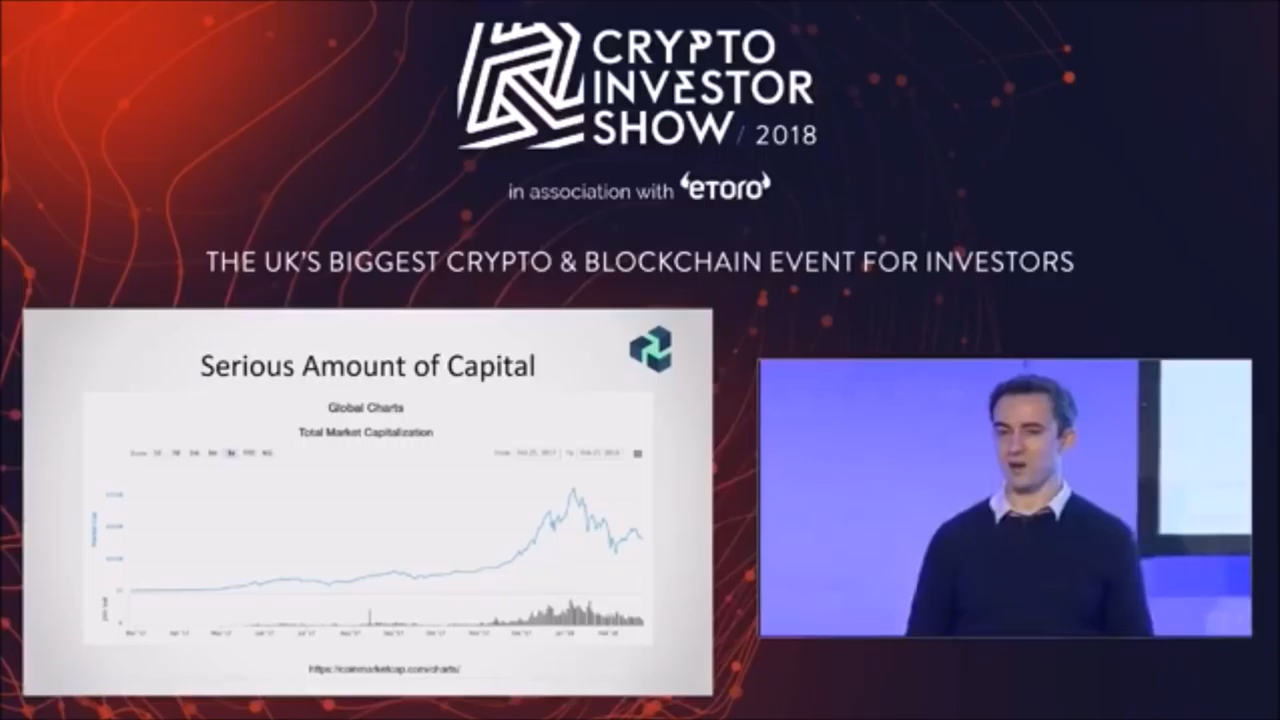 CRYPTO
INVESTOR
SHOW / 2018
in association with eTORO
THE UK'S BIGGEST CRYPTO & BLOCKCHAIN EVENT FOR INVESTORS
Serious Amount of Capital
Global Charts
Total Market Capitalization
https://coinmarketcap.com/charts/